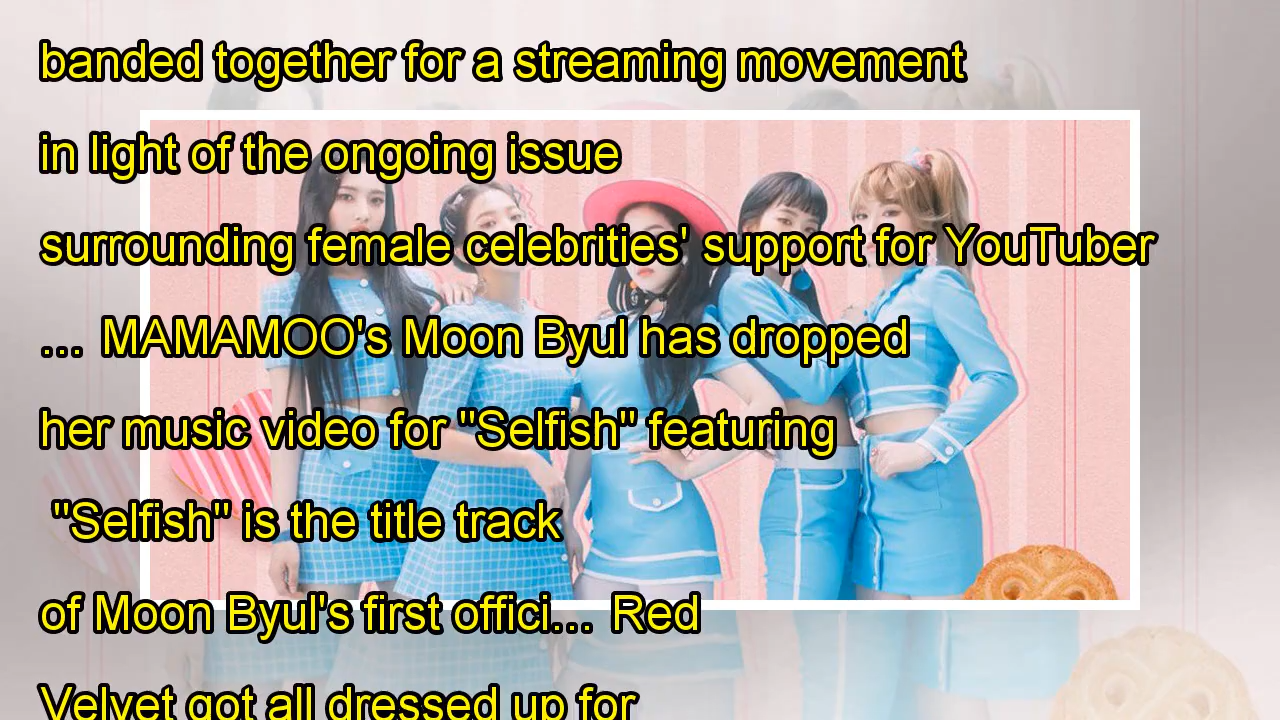 banded together for a streaming movement
in light of the ongoing issue
surrounding female celebrities' support for YouTuber
... MAMAMOO's Moon Byul has dropped
her music video for "Selfish" featuring
"Selfish" is the title track
of Moon Byul's first offici... Red
Velvet got all dressed up for